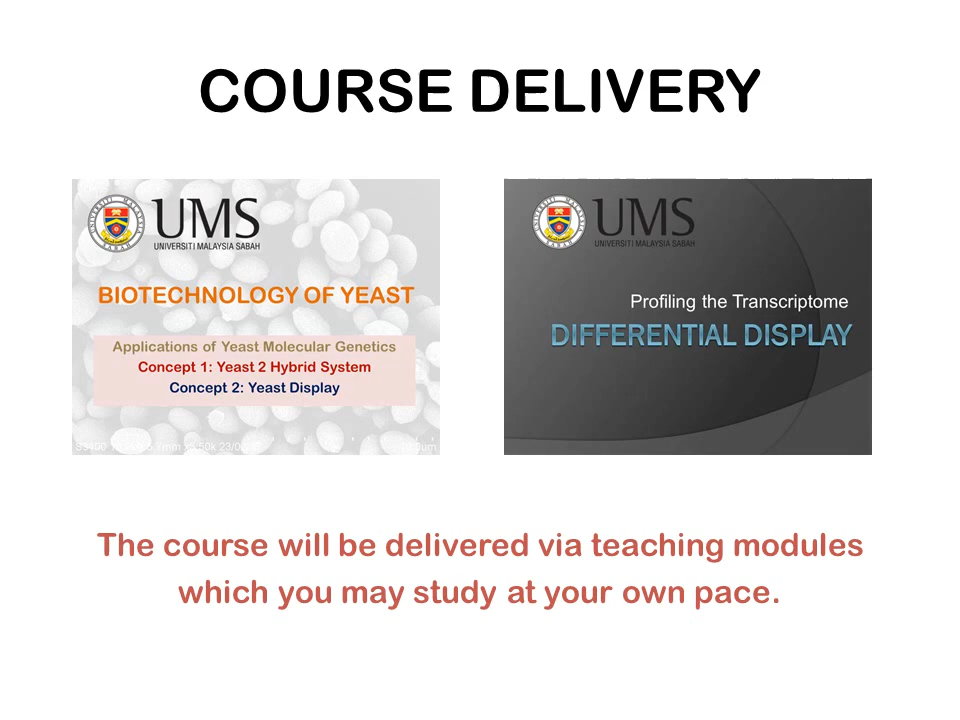 COURSE DELIVERY
UMS
UNIVERSITI MALAYSIA SABAH
BIOTECHNOLOGY OF YEAST
Applications of Yeast Molecular Genetics
Concept 1: Yeast 2 Hybrid System
Concept 2: Yeast Display
UMS
UNIVERSITI MALAYSIA SABAH
Profiling the Transcriptome
DIFFERENTIAL DISPLAY
The course will be delivered via teaching modules
which you may study at your own pace.